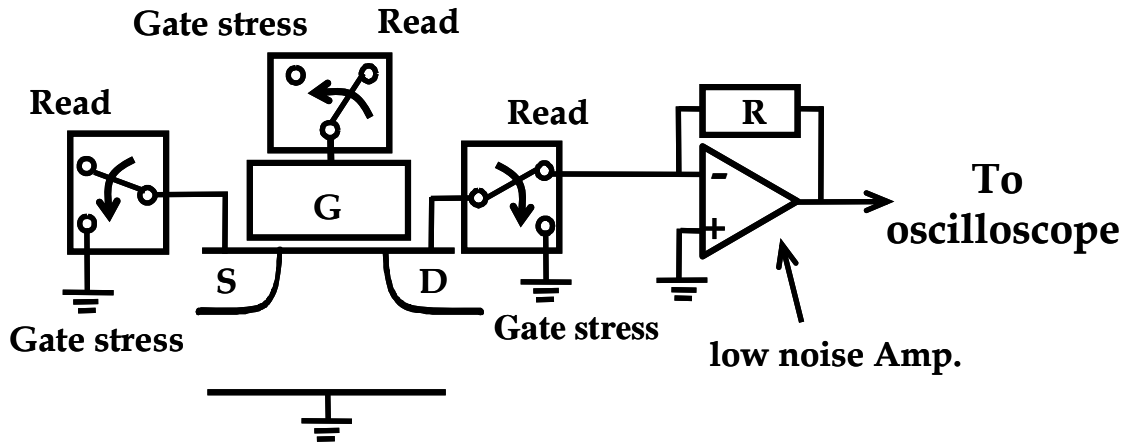 Gate stress
Read
Read
Read
R
-
+
G
S
D
To
oscilloscope
Gate stress
Gate stress
low noise Amp.